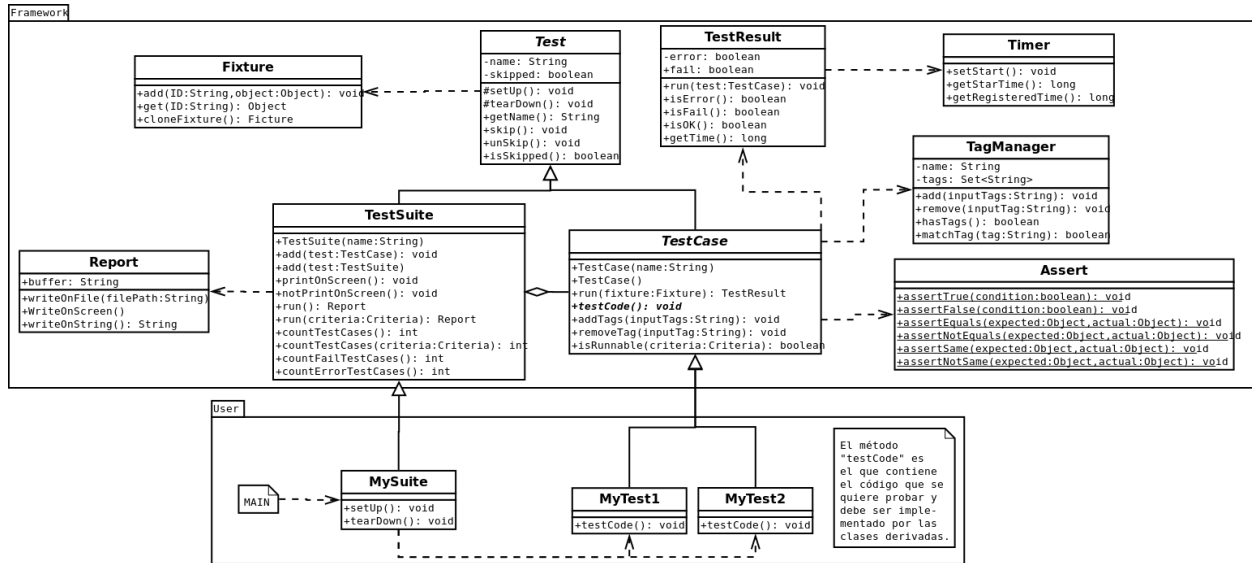 Framework
Test
-name: String
-skipped: boolean
#setUp(): void
#tearDown(): void
+getName(): String
+skip(): void
+unSkip(): void
+isSkipped(): boolean
TestResult
-error: boolean
+fail: boolean
+run(test:TestCase): void
+isError(): boolean
+isFail(): boolean
+isOK(): boolean
+getTime(): long
Timer
+setStart(): void
+getStarTime(): long
+getRegisteredTime(): long
Fixture
+add(ID:String,object:Object): void
+get(ID:String): Object
+cloneFixture(): Ficture
TagManager
-name: String
-tags: Set<String>
+add(inputTags:String): void
+remove(inputTag:String): void
+hasTags(): boolean
+matchTag(tag:String): boolean
TestSuite
+TestSuite(name:String)
+add(test:TestCase): void
+add(test:TestSuite)
+printOnScreen(): void
+notPrintOnScreen(): void
+run(): Report
+run(criteria:Criteria): Report
+countTestCases(): int
+countTestCases(criteria:Criteria): int
+countFailTestCases(): int
+countErrorTestCases(): int
TestCase
+TestCase(name:String)
+TestCase()
+run(fixture:Fixture): TestResult
+testCode(): void
+addTags(inputTags:String): void
+removeTag(inputTag:String): void
+isRunnable(criteria:Criteria): boolean
Report
+buffer: String
+writeOnFile(filePath:String)
+WriteOnScreen()
+writeOnString(): String
Assert
+assertTrue(condition:boolean): void
+assertFalse(condition:boolean): void
+assertEquals(expected:Object,actual:Object): void
+assertNotEquals(expected:Object,actual:Object): void
+assertSame(expected:Object,actual:Object): void
+assertNotSame(expected:Object,actual:Object): void
User
MAIN
MySuite
+setUp(): void
+tearDown(): void
MyTest1
+testCode(): void
MyTest2
+testCode(): void
El método
"testCode" es
el que contiene
el código que se
quiere probar y
debe ser imple-
mentado por las
clases derivadas.